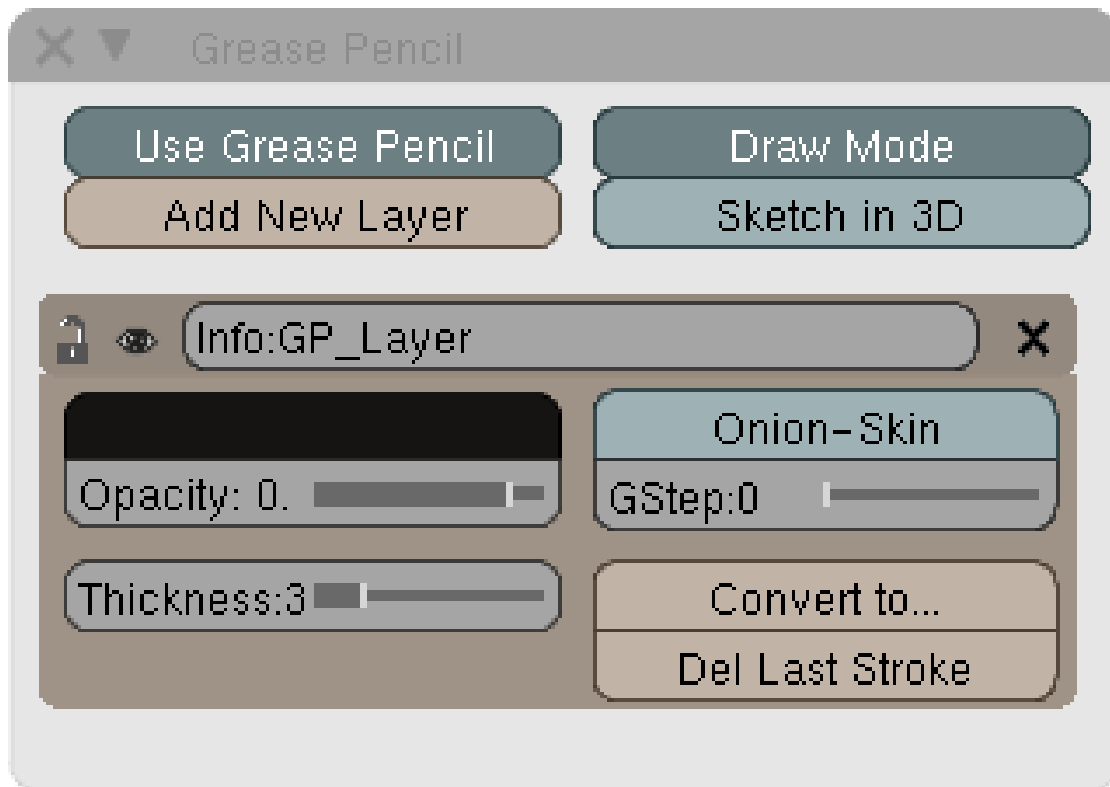 Grease Pencil
Use Grease Pencil
Draw Mode
Add New Layer
Sketch in 3D
Info:GP_Layer
Onion-Skin
Opacity: 0.
GStep:0
Thickness:3
Convert to...
Del Last Stroke